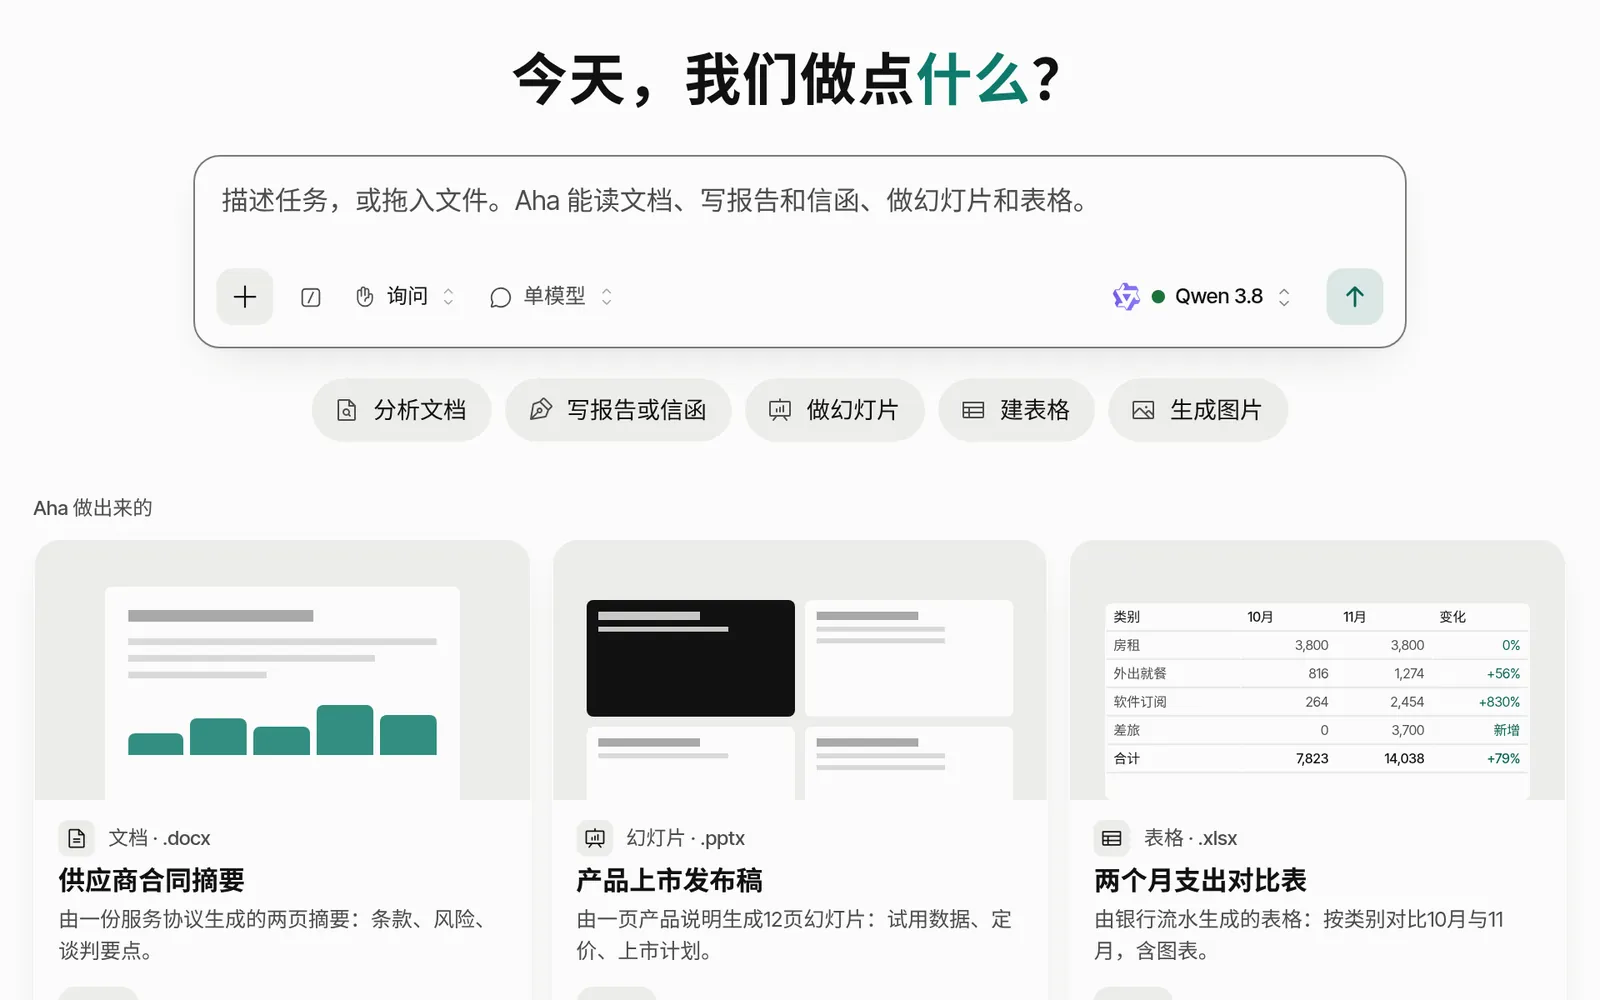 今天，我们做点什么？
描述任务，或拖入文件。Aha 能读文档、写报告和信函、做幻灯片和表格。
询问 单模型 Qwen 3.8
分析文档 写报告或信函 做幻灯片 建表格 生成图片
Aha 做出来的
类别 10月 11月 变化
房租 3,800 3,800 0%
外出就餐 816 1,274 +56%
软件订阅 264 2,454 +830%
差旅 0 3,700 新增
合计 7,823 14,038 +79%
文档 · .docx
供应商合同摘要
由一份服务协议生成的两页摘要：条款、风险、
谈判要点。
幻灯片 · .pptx
产品上市发布稿
由一页产品说明生成12页幻灯片：试用数据、定
价、上市计划。
表格 · .xlsx
两个月支出对比表
由银行流水生成的表格：按类别对比10月与11
月，含图表。